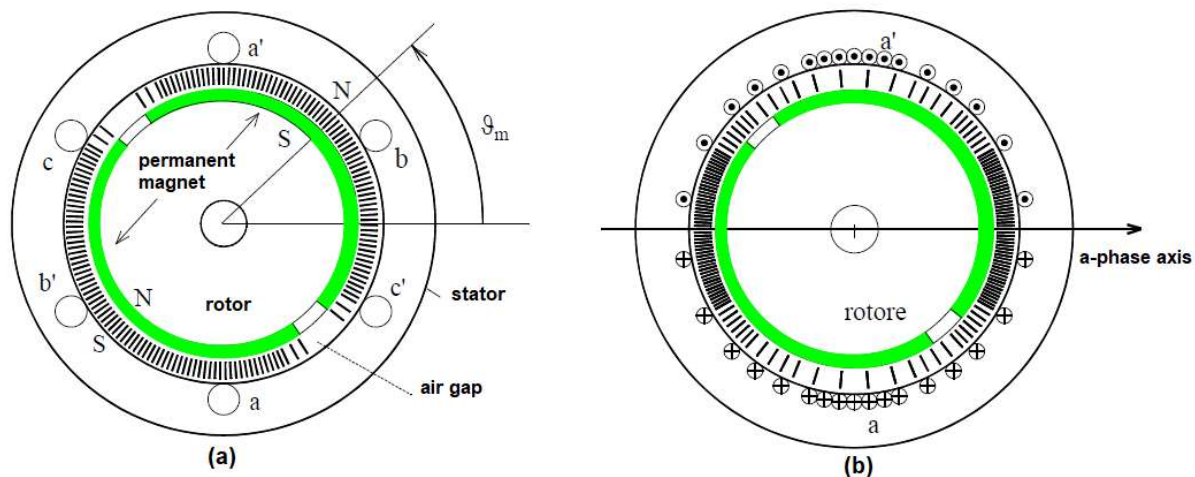 a'
N
ϑm
S
c
permanent
magnet
b
b'
N
rotor
c'
stator
S
a
air gap
(a)
a'
a-phase axis
rotore
a
(b)